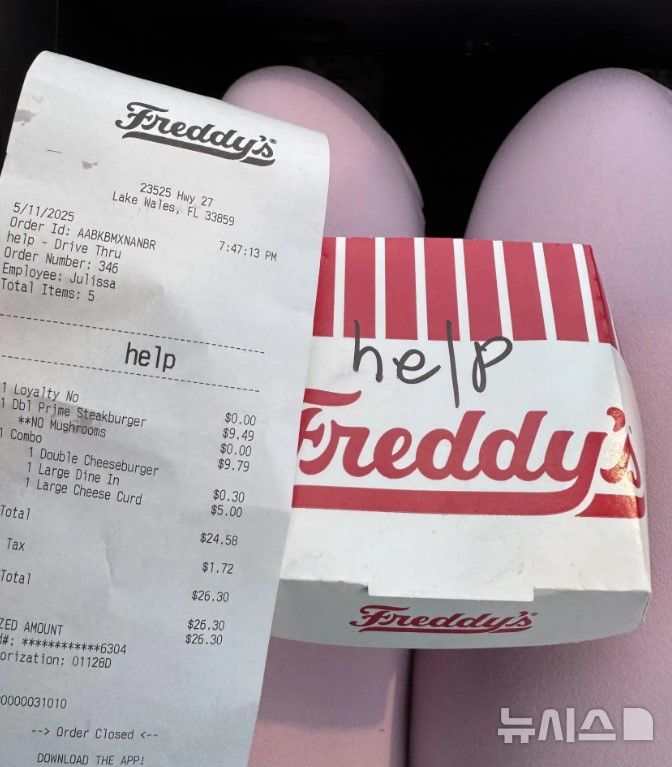 Freddy's
23525 Hwy 27
Lake Wales, FL 33859
5/11/2025 7:47:13 PM
Order Id: AABKBMXNANBR
help - Drive Thru
Order Number: 346
Employee: Julissa
Total Items: 5
help
1 Loyalty No $0.00
1 Dbl Prime Steakburger $9.49
**NO Mushrooms $0.00
1 Combo $9.79
1 Double Cheeseburger
1 Large Dine In $0.30
1 Large Cheese Curd $5.00
Total $24.58
Tax $1.72
Total $26.30
ZED AMOUNT $26.30
d#: ************6304 $26.30
orization: 01128D
00000031010
--> Order Closed <--
DOWNLOAD THE APP!
help
Freddy's
Freddy's
뉴시스